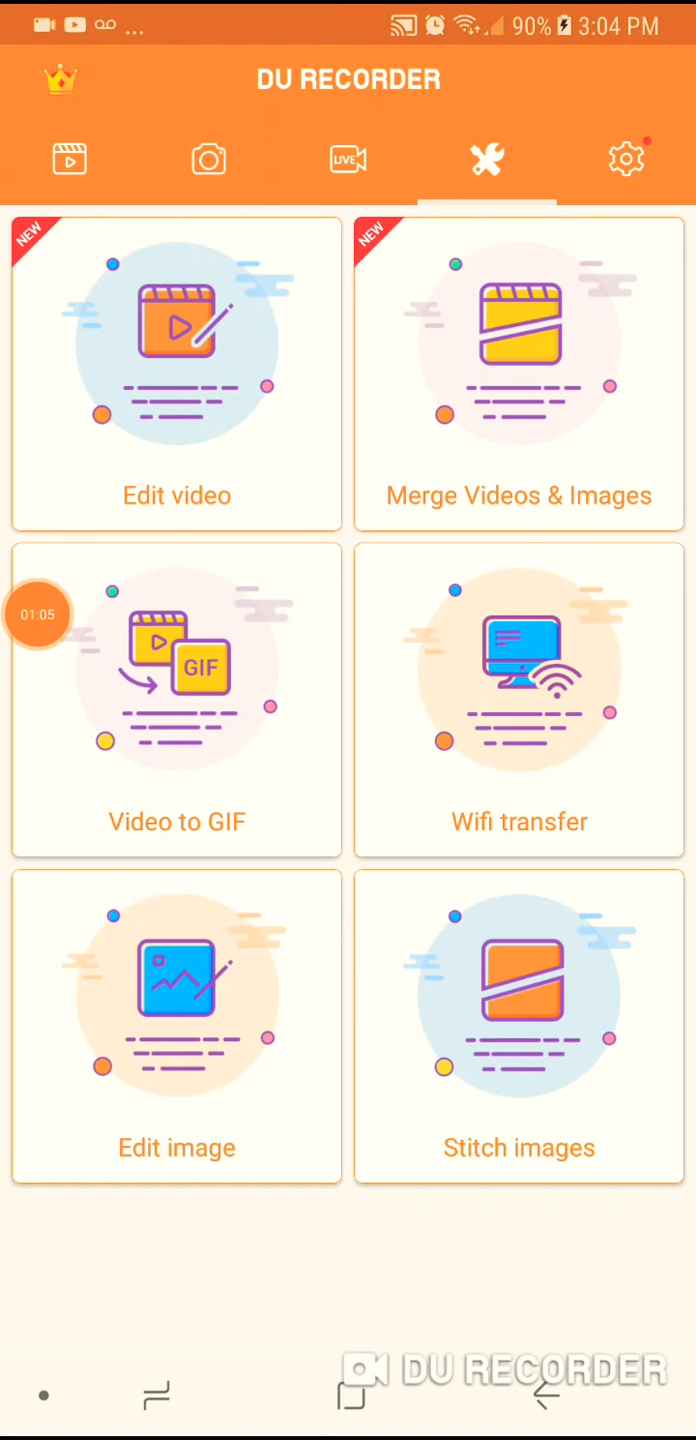 ... 90% 3:04 PM
DU RECORDER
LIVE
NEW
NEW
Edit video
Merge Videos & Images
01:05
GIF
Video to GIF
Wifi transfer
Edit image
Stitch images
DU RECORDER